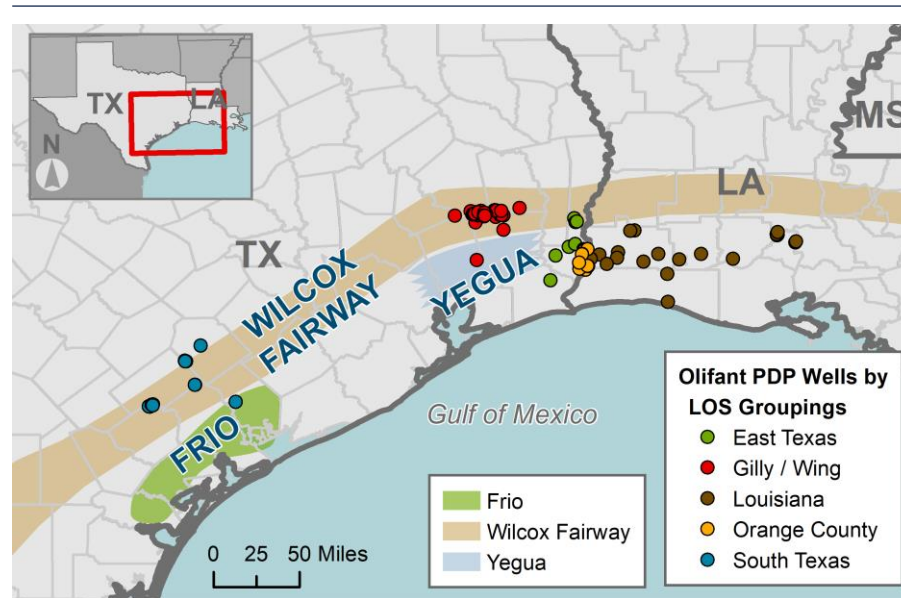 TX
LA
N
MS
LA
TX
WILCOX
FAIRWAY
YEGUA
FRIO
Gulf of Mexico
0 25 50 Miles
Frio
Wilcox Fairway
Yegua
Olifant PDP Wells by
LOS Groupings
East Texas
Gilly / Wing
Louisiana
Orange County
South Texas